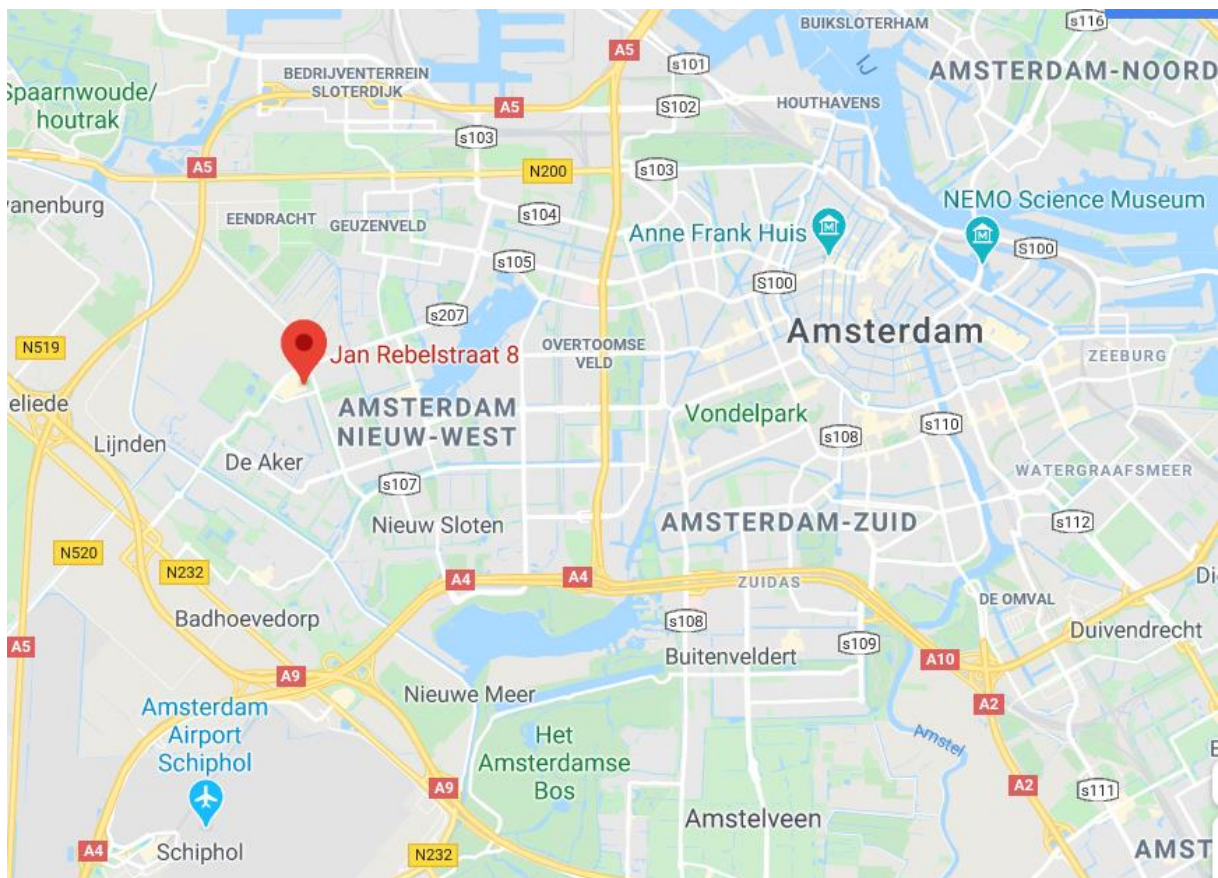 BUIKSLOTERHAM
s116
A5
s101
IJ
AMSTERDAM-NOORD
BEDRIJVENTERREIN
SLOTERDIJK
Spaarnwoude/
houtrak
A5
S102
HOUTHAVENS
s103
A5
N200
s103
vanenburg
EENDRACHT
GEUZENVELD
s104
NEMO Science Museum
Anne Frank Huis
S100
s105
S100
s207
Amsterdam
N519
Jan Rebelstraat 8
OVERTOOMSE
VELD
ZEEBURG
eliede
AMSTERDAM
NIEUW-WEST
Vondelpark
s110
s108
Lijnden
De Aker
WATERGRAAFSMEER
s107
Nieuw Sloten
AMSTERDAM-ZUID
s112
N520
N232
A4
A4
ZUIDAS
Di
DE OMVAL
Badhoevedorp
s108
Duivendrecht
A5
s109
Buitenveldert
A10
A9
Nieuwe Meer
A2
Amsterdam
Airport
Schiphol
Het
Amsterdamse
Bos
Amstel
A9
A2
s111
Amstelveen
A4
Schiphol
N232
AMST